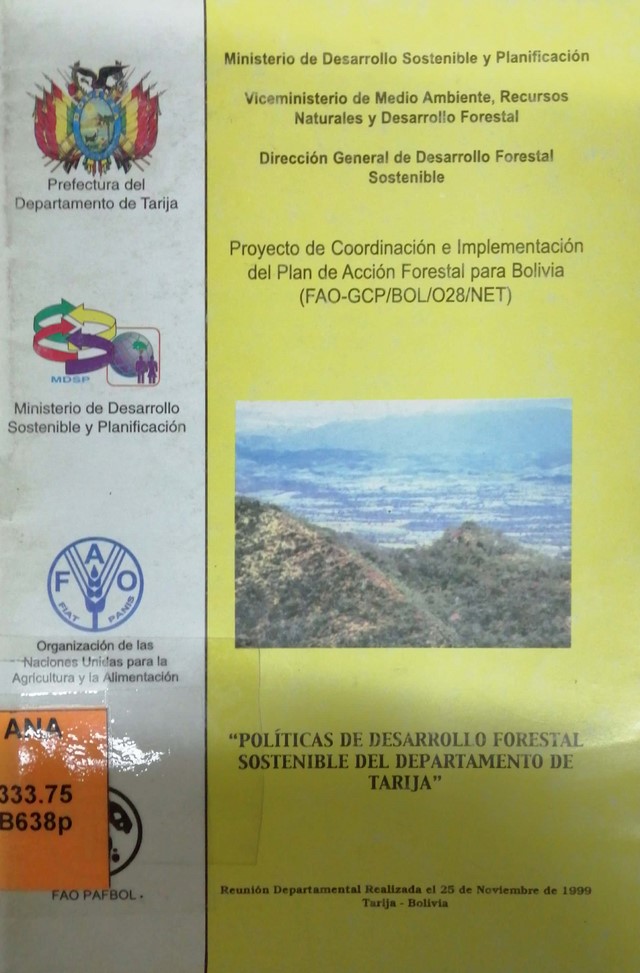 Prefectura del
Departamento de Tarija
MDSP
Ministerio de Desarrollo
Sostenible y Planificación
F A O
FIAT PANIS
Organización de las
Naciones Unidas para la
Agricultura y la Alimentación
ANA
333.75
B638p
FAO PAFBOL
Ministerio de Desarrollo Sostenible y Planificación
Viceministerio de Medio Ambiente, Recursos
Naturales y Desarrollo Forestal
Dirección General de Desarrollo Forestal
Sostenible
Proyecto de Coordinación e Implementación
del Plan de Acción Forestal para Bolivia
(FAO-GCP/BOL/O28/NET)
“POLÍTICAS DE DESARROLLO FORESTAL
SOSTENIBLE DEL DEPARTAMENTO DE
TARIJA”
Reunión Departamental Realizada el 25 de Noviembre de 1999
Tarija - Bolivia